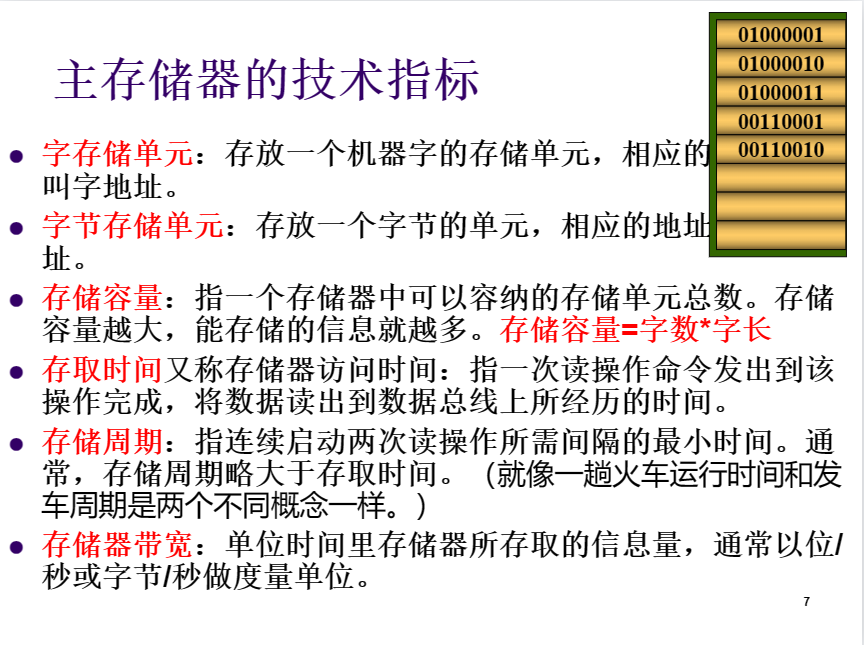 主存储器的技术指标
01000001
01000010
01000011
00110001
00110010
字存储单元：存放一个机器字的存储单元，相应的
叫字地址。
字节存储单元：存放一个字节的单元，相应的地址
址。
存储容量：指一个存储器中可以容纳的存储单元总数。存储
容量越大，能存储的信息就越多。存储容量=字数*字长
存取时间又称存储器访问时间：指一次读操作命令发出到该
操作完成，将数据读出到数据总线上所经历的时间。
存储周期：指连续启动两次读操作所需间隔的最小时间。通
常，存储周期略大于存取时间。（就像一趟火车运行时间和发
车周期是两个不同概念一样。）
存储器带宽：单位时间里存储器所存取的信息量，通常以位/
秒或字节/秒做度量单位。
7